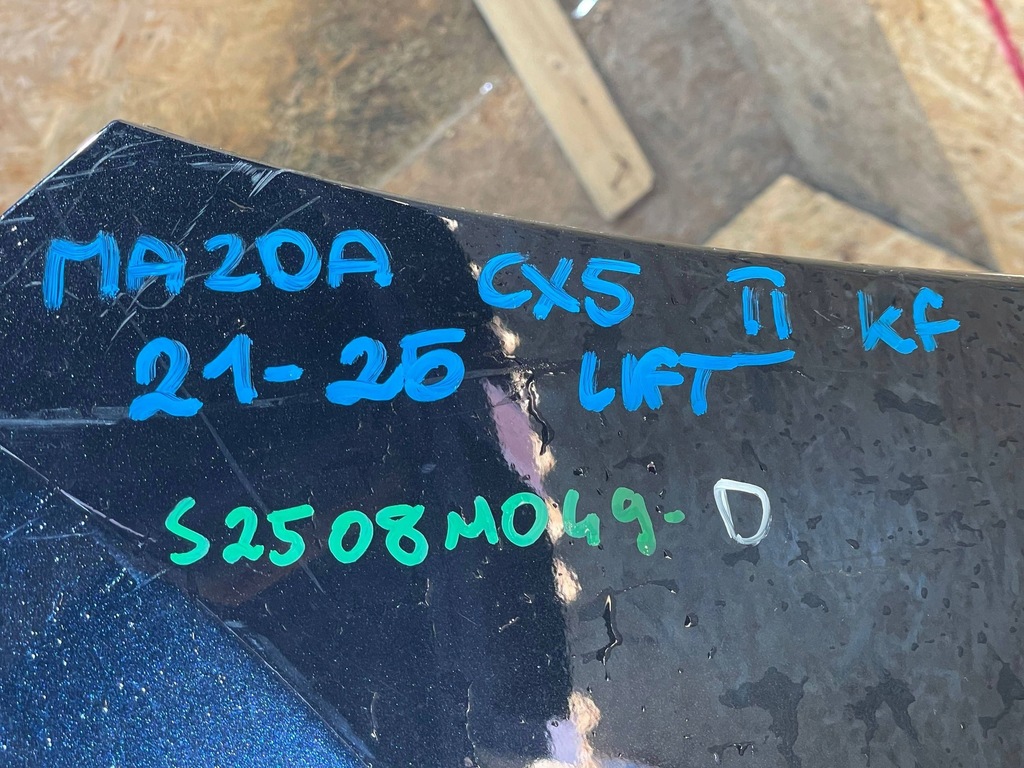 MAZDA CX5 II KF
21-25 LIFT
S2508M049- D